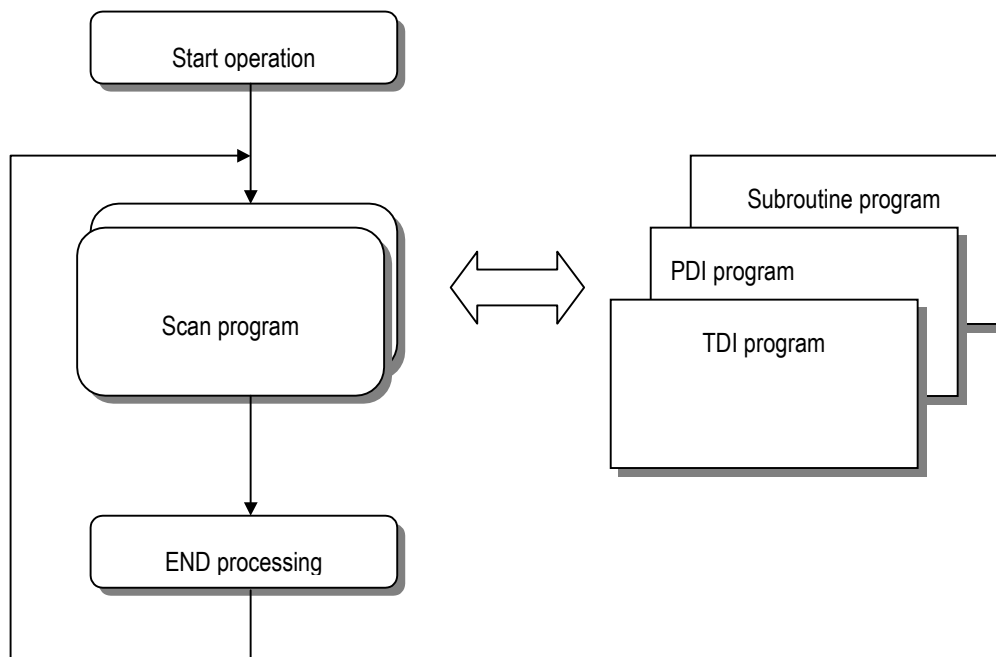 Start operation
Subroutine program
PDI program
Scan program
TDI program
END processing